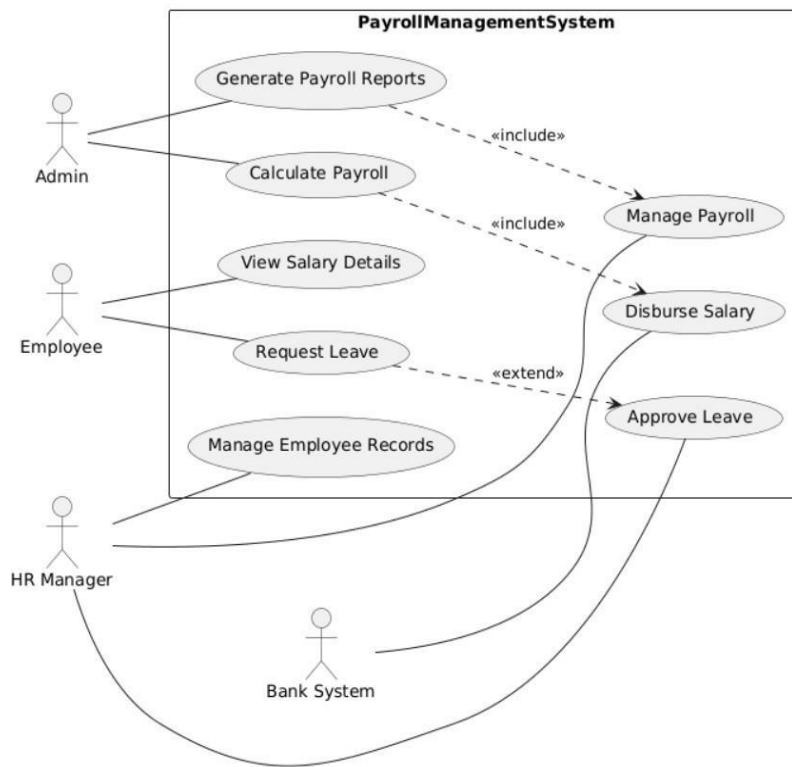 PayrollManagementSystem
Generate Payroll Reports
«include»
Admin
Calculate Payroll
Manage Payroll
«include»
View Salary Details
Employee
Disburse Salary
Request Leave
«extend»
Approve Leave
Manage Employee Records
HR Manager
Bank System